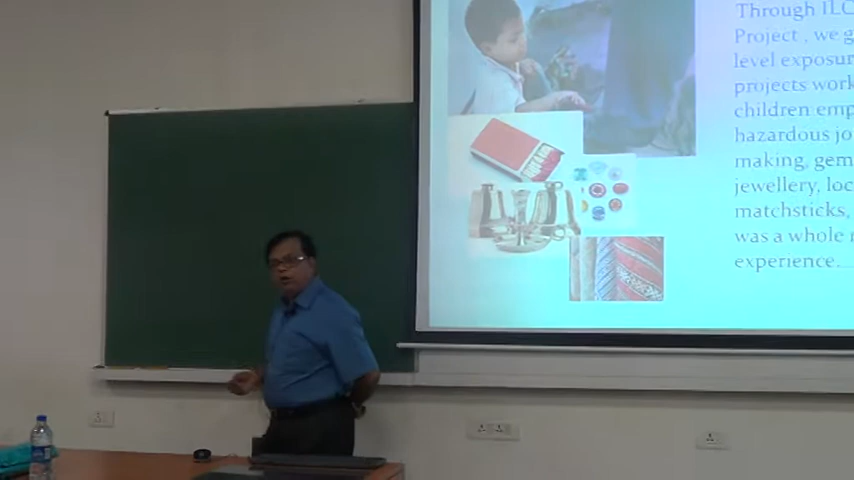 Through ILO
Project , we g
level exposur
projects work
children emp
hazardous jo
making, gem
jewellery, loc
matchsticks,
was a whole
experience....